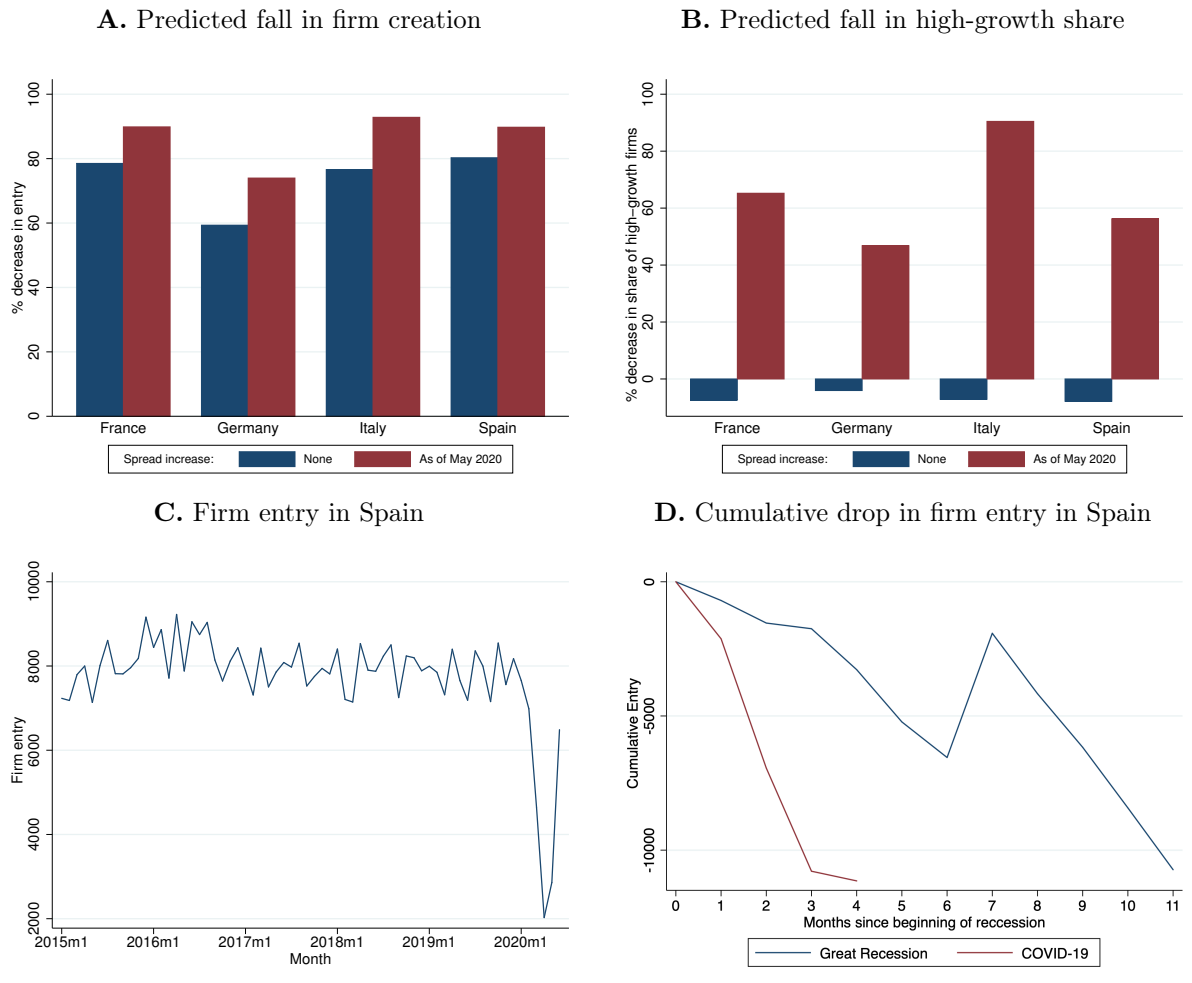 A. Predicted fall in firm creation
% decrease in entry
100
80
60
40
20
0
France Germany Italy Spain
Spread increase: None As of May 2020
B. Predicted fall in high-growth share
% decrease in share of high−growth firms
100
80
60
40
20
0
France Germany Italy Spain
Spread increase: None As of May 2020
C. Firm entry in Spain
Firm entry
10000
8000
6000
4000
2000
2015m1 2016m1 2017m1 2018m1 2019m1 2020m1
Month
D. Cumulative drop in firm entry in Spain
Cumulative Entry
0
-5000
-10000
0 1 2 3 4 5 6 7 8 9 10 11
Months since beginning of reccession
Great Recession COVID-19